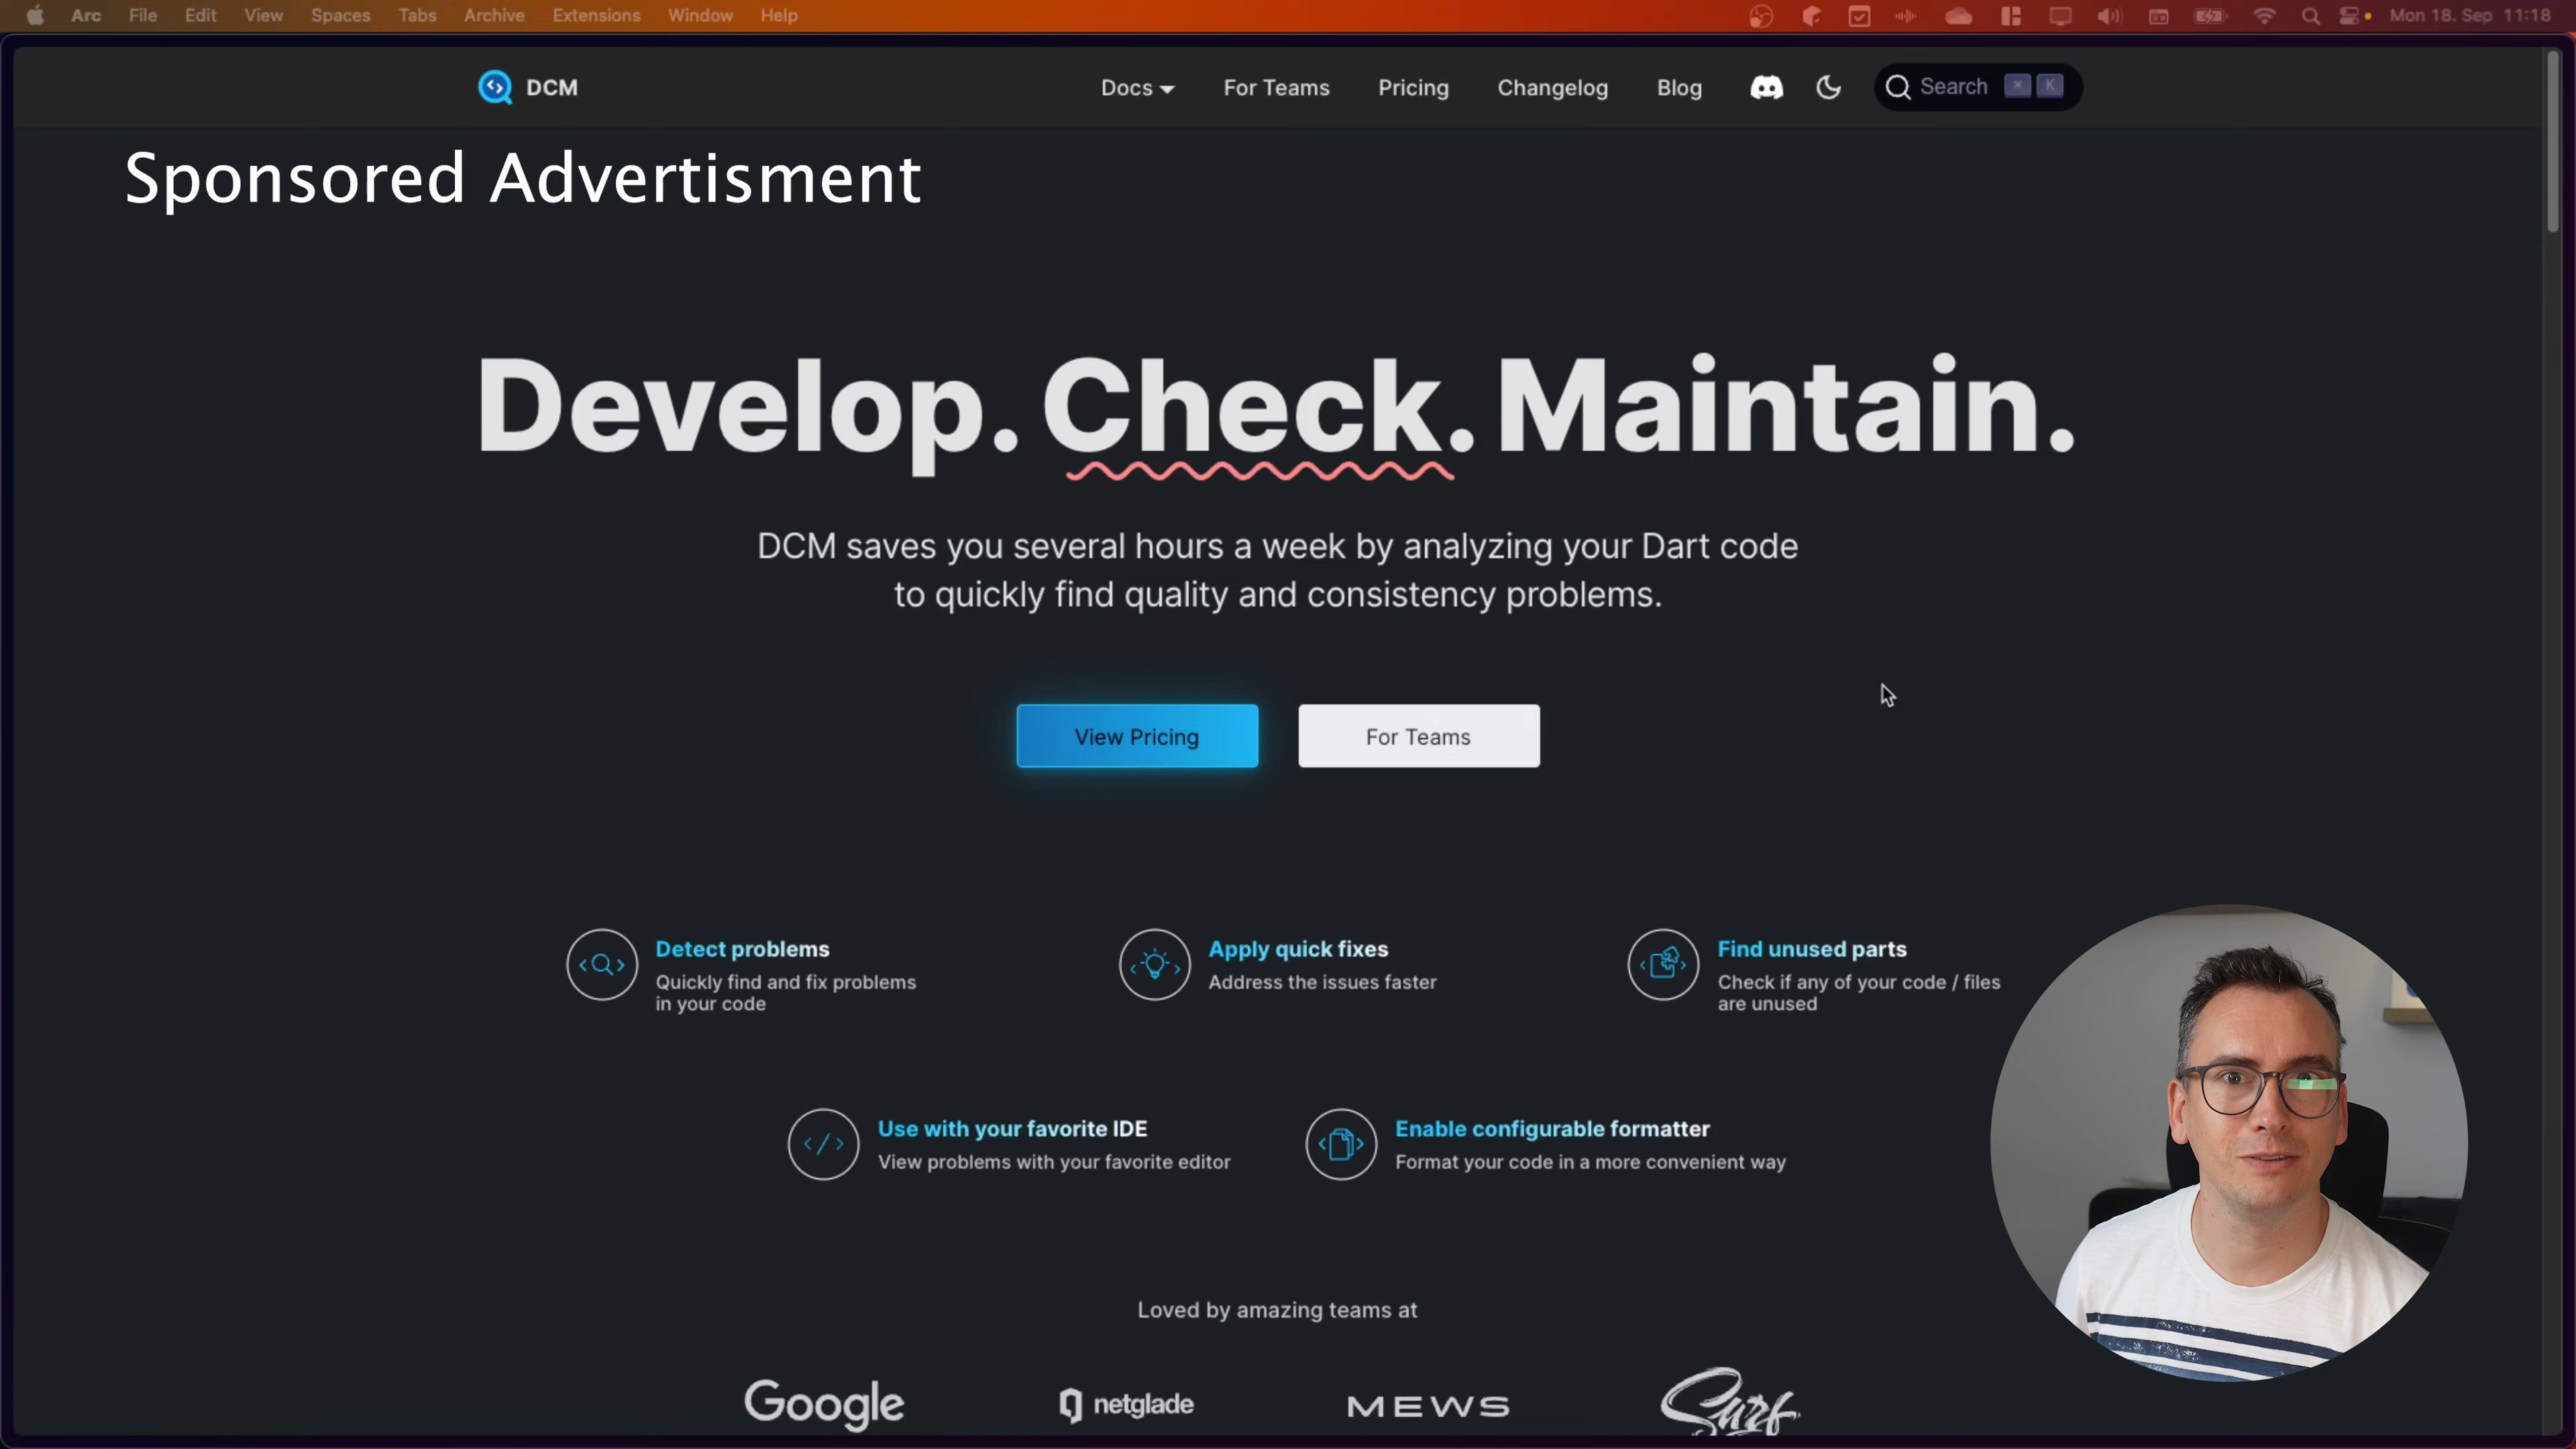 Arc File Edit View Spaces Tabs Archive Extensions Window Help Mon 18. Sep 11:18
DCM Docs For Teams Pricing Changelog Blog Search ⌘ K
Sponsored Advertisment
Develop. Check. Maintain.
DCM saves you several hours a week by analyzing your Dart code
to quickly find quality and consistency problems.
View Pricing For Teams
Detect problems
Quickly find and fix problems
in your code
Apply quick fixes
Address the issues faster
Find unused parts
Check if any of your code / files
are unused
Use with your favorite IDE
View problems with your favorite editor
Enable configurable formatter
Format your code in a more convenient way
Loved by amazing teams at
Google netglade MEWS Surf